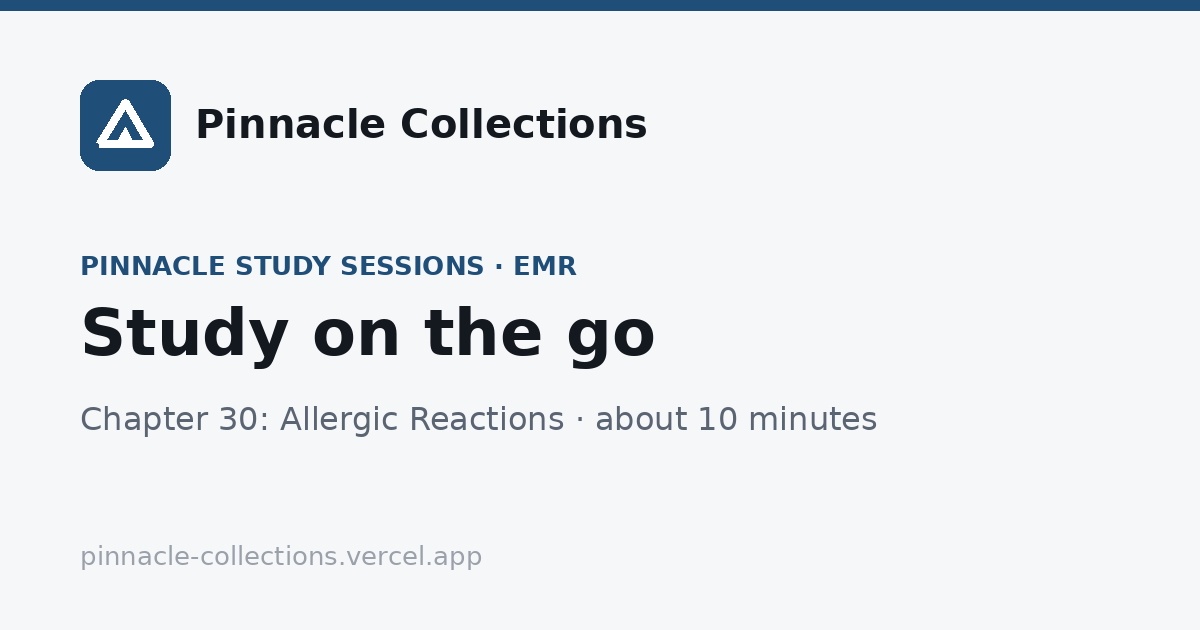 Pinnacle Collections
PINNACLE STUDY SESSIONS · EMR
Study on the go
Chapter 30: Allergic Reactions · about 10 minutes
pinnacle-collections.vercel.app